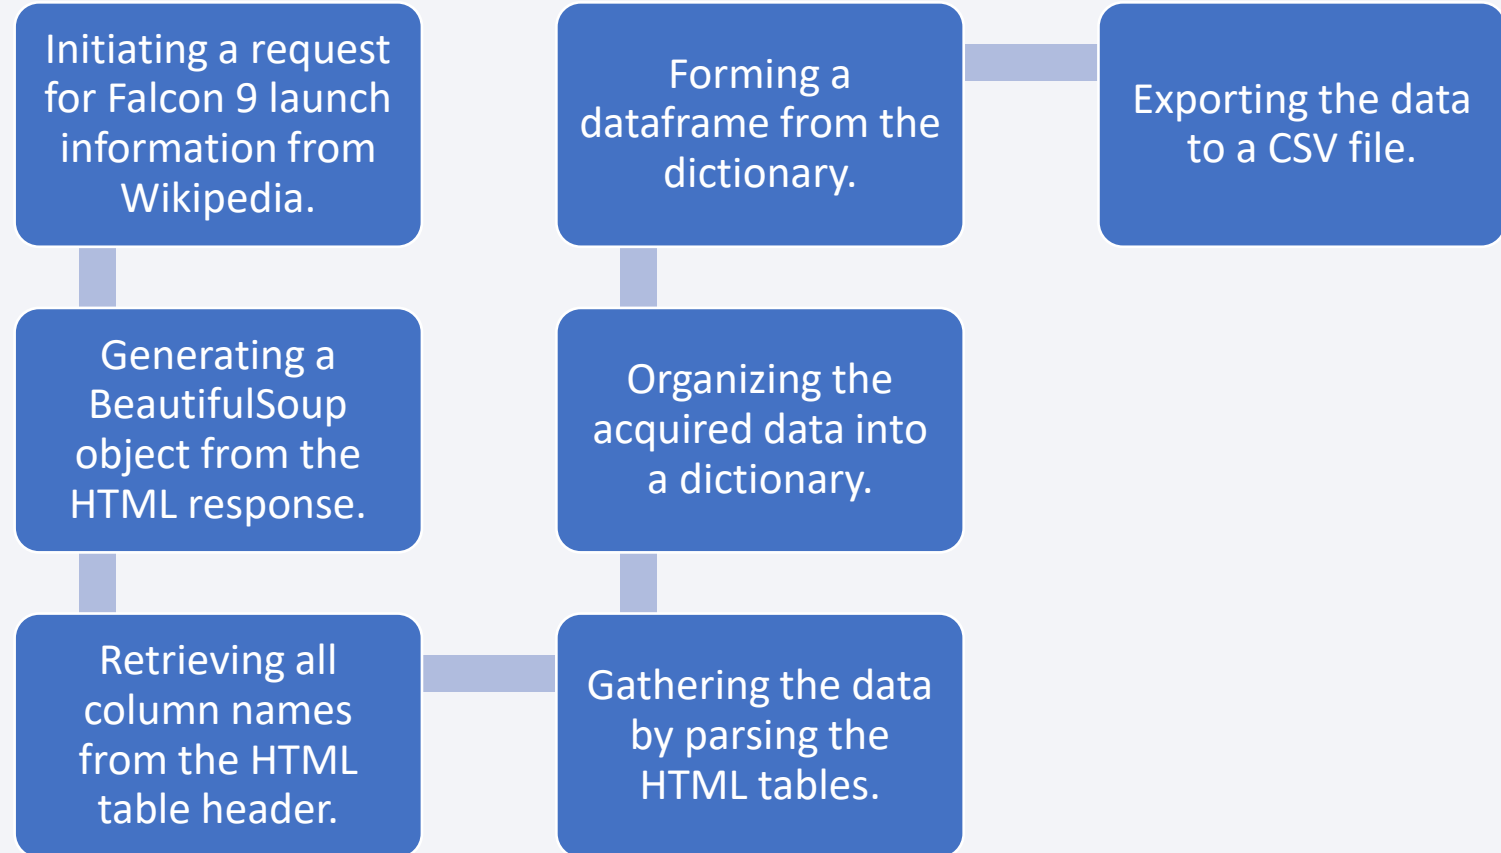 Initiating a request
for Falcon 9 launch
information from
Wikipedia.
Generating a
BeautifulSoup
object from the
HTML response.
Retrieving all
column names
from the HTML
table header.
Gathering the data
by parsing the
HTML tables.
Organizing the
acquired data into
a dictionary.
Forming a
dataframe from the
dictionary.
Exporting the data
to a CSV file.